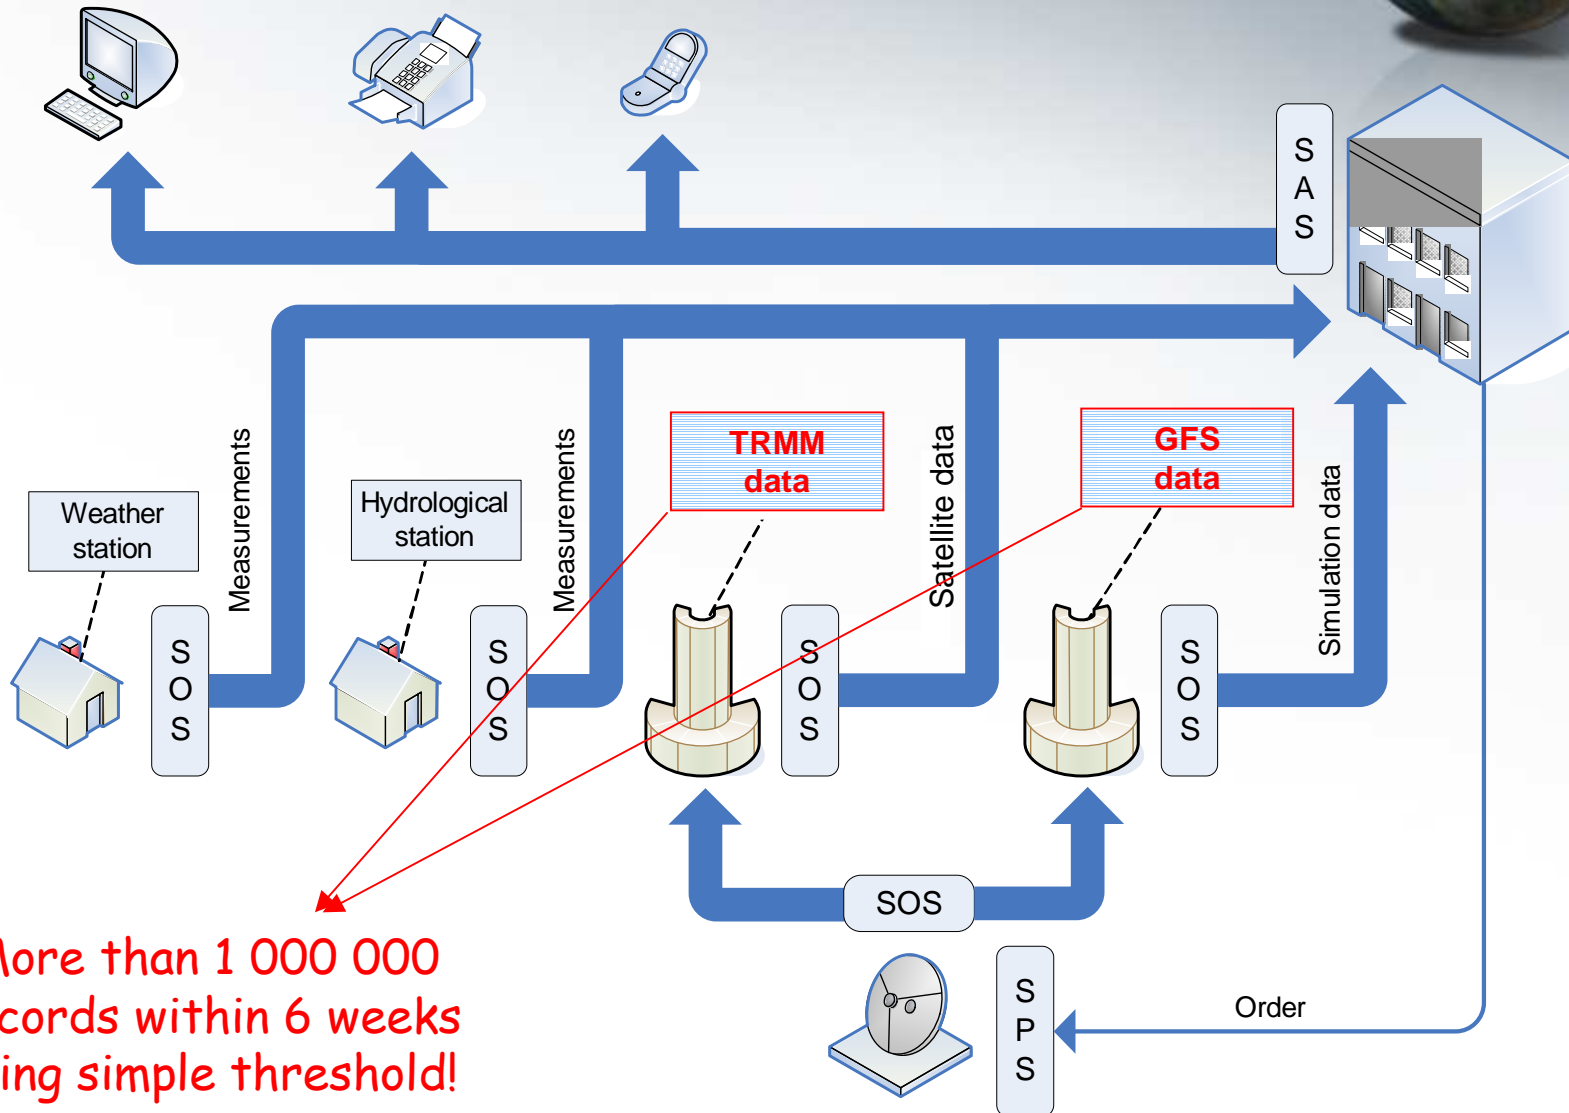 S
A
S
Measurements
Measurements
Satellite data
Simulation data
TRMM
data
GFS
data
Weather
station
Hydrological
station
S
O
S
S
O
S
S
O
S
S
O
S
SOS
S
P
S
Order
More than 1 000 000
cords within 6 weeks
ing simple threshold!